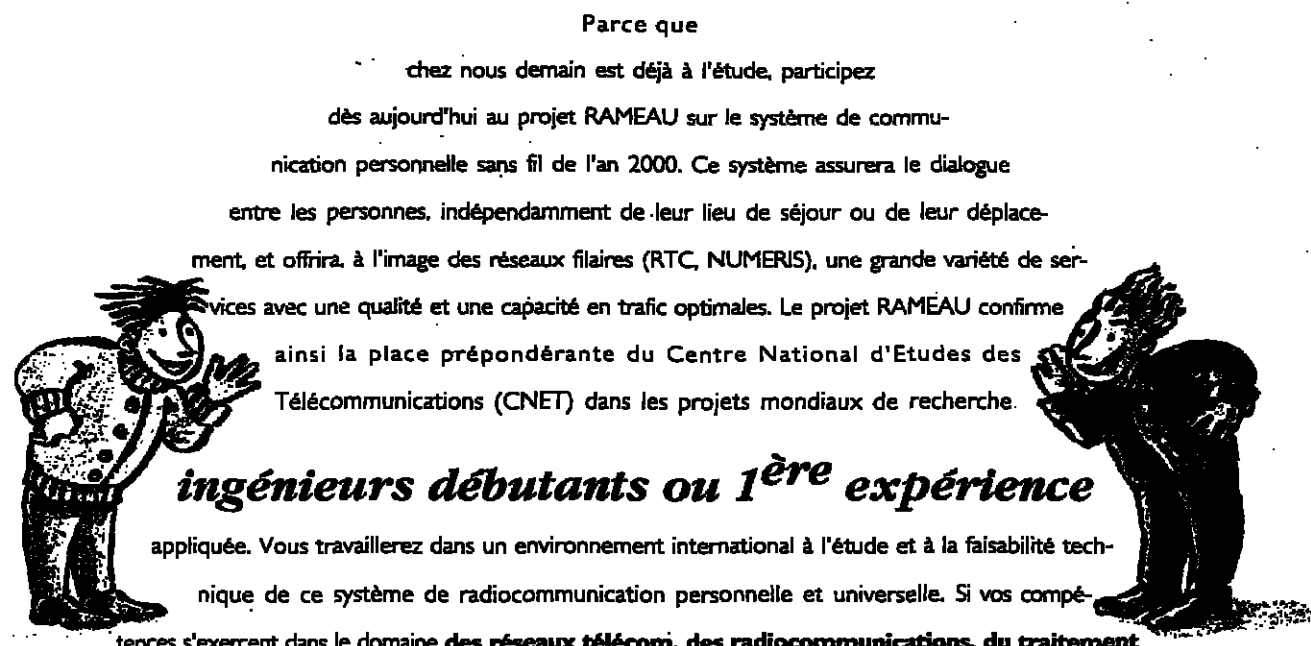 Parce que
chez nous demain est déjà à l'étude, participez
dès aujourd'hui au projet RAMEAU sur le système de commu-
nication personnelle sans fil de l'an 2000. Ce système assurera le dialogue
entre les personnes, indépendamment de leur lieu de séjour ou de leur déplace-
ment, et offrira, à l'image des réseaux filaires (RTC, NUMERIS), une grande variété de ser-
vices avec une qualité et une capacité en trafic optimales. Le projet RAMEAU confirme
ainsi la place prépondérante du Centre National d'Etudes des
Télécommunications (CNET) dans les projets mondiaux de recherche.
ingénieurs débutants ou 1ère expérience
appliquée. Vous travaillerez dans un environnement international à l'étude et à la faisabilité tech-
nique de ce système de radiocommunication personnelle et universelle. Si vos compé-
tences s'exercent dans le domaine des réseaux télécom, des radiocommunications, du traitement